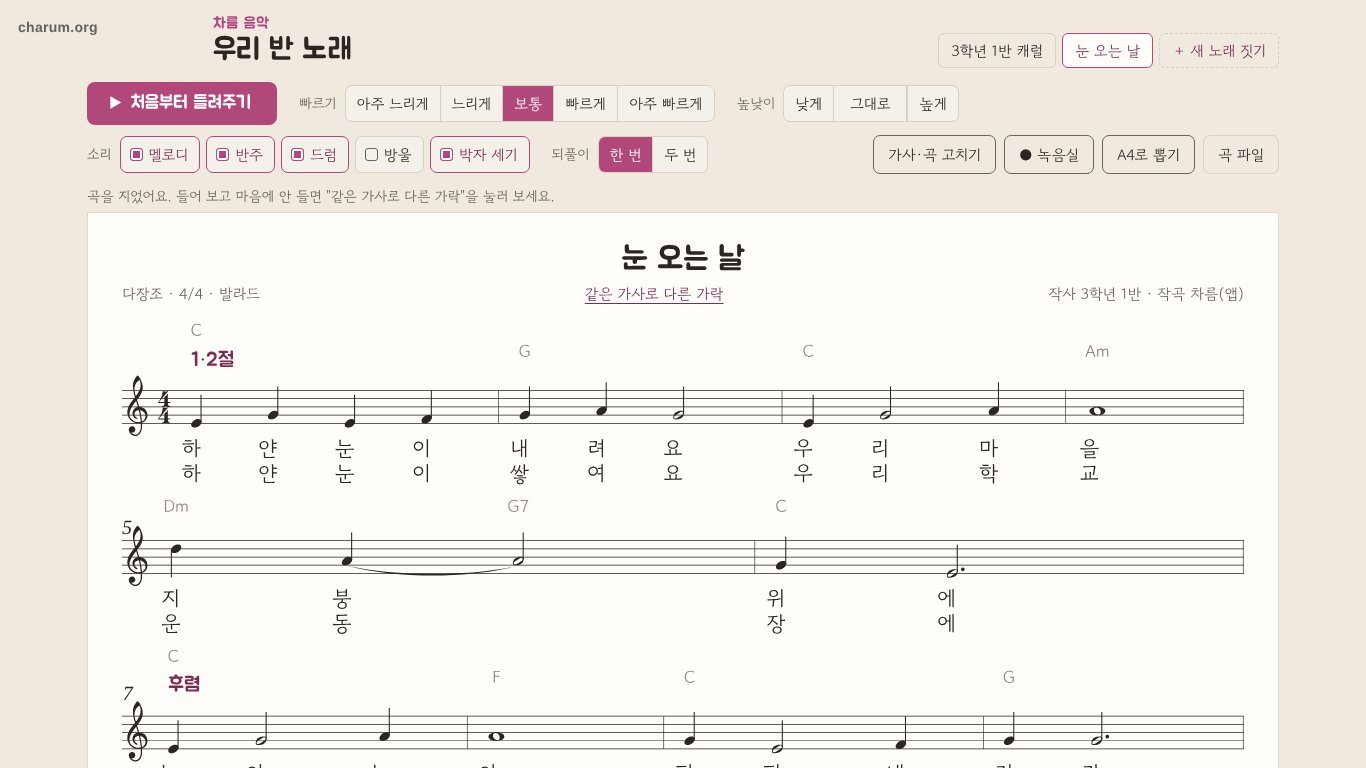 charum.org
차름 음악
우리 반 노래
3학년 1반 캐럴
눈 오는 날
+ 새 노래 짓기
▶ 처음부터 들려주기
빠르기 아주 느리게 느리게 보통 빠르게 아주 빠르게
높낮이 낮게 그대로 높게
소리 멜로디 반주 드럼 방울 박자 세기
되풀이 한 번 두 번
가사·곡 고치기
● 녹음실
A4로 뽑기
곡 파일
곡을 지었어요. 들어 보고 마음에 안 들면 "같은 가사로 다른 가락"을 눌러 보세요.
눈 오는 날
다장조 · 4/4 · 발라드
같은 가사로 다른 가락
작사 3학년 1반 · 작곡 차름(앱)
C G C Am
1·2절
4
4
하 얀 눈 이 내 려 요 우 리 마 을
하 얀 눈 이 쌓 여 요 우 리 학 교
Dm G7 C
5
지 붕 위 에
운 동 장 에
C F C G
후렴
7